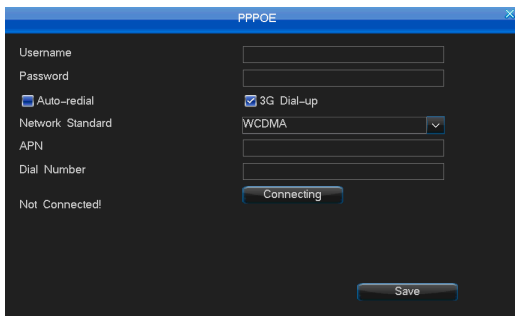 PPPOE
Username
Password
Auto-redial 3G Dial-up
Network Standard WCDMA
APN
Dial Number
Connecting
Not Connected!
Save